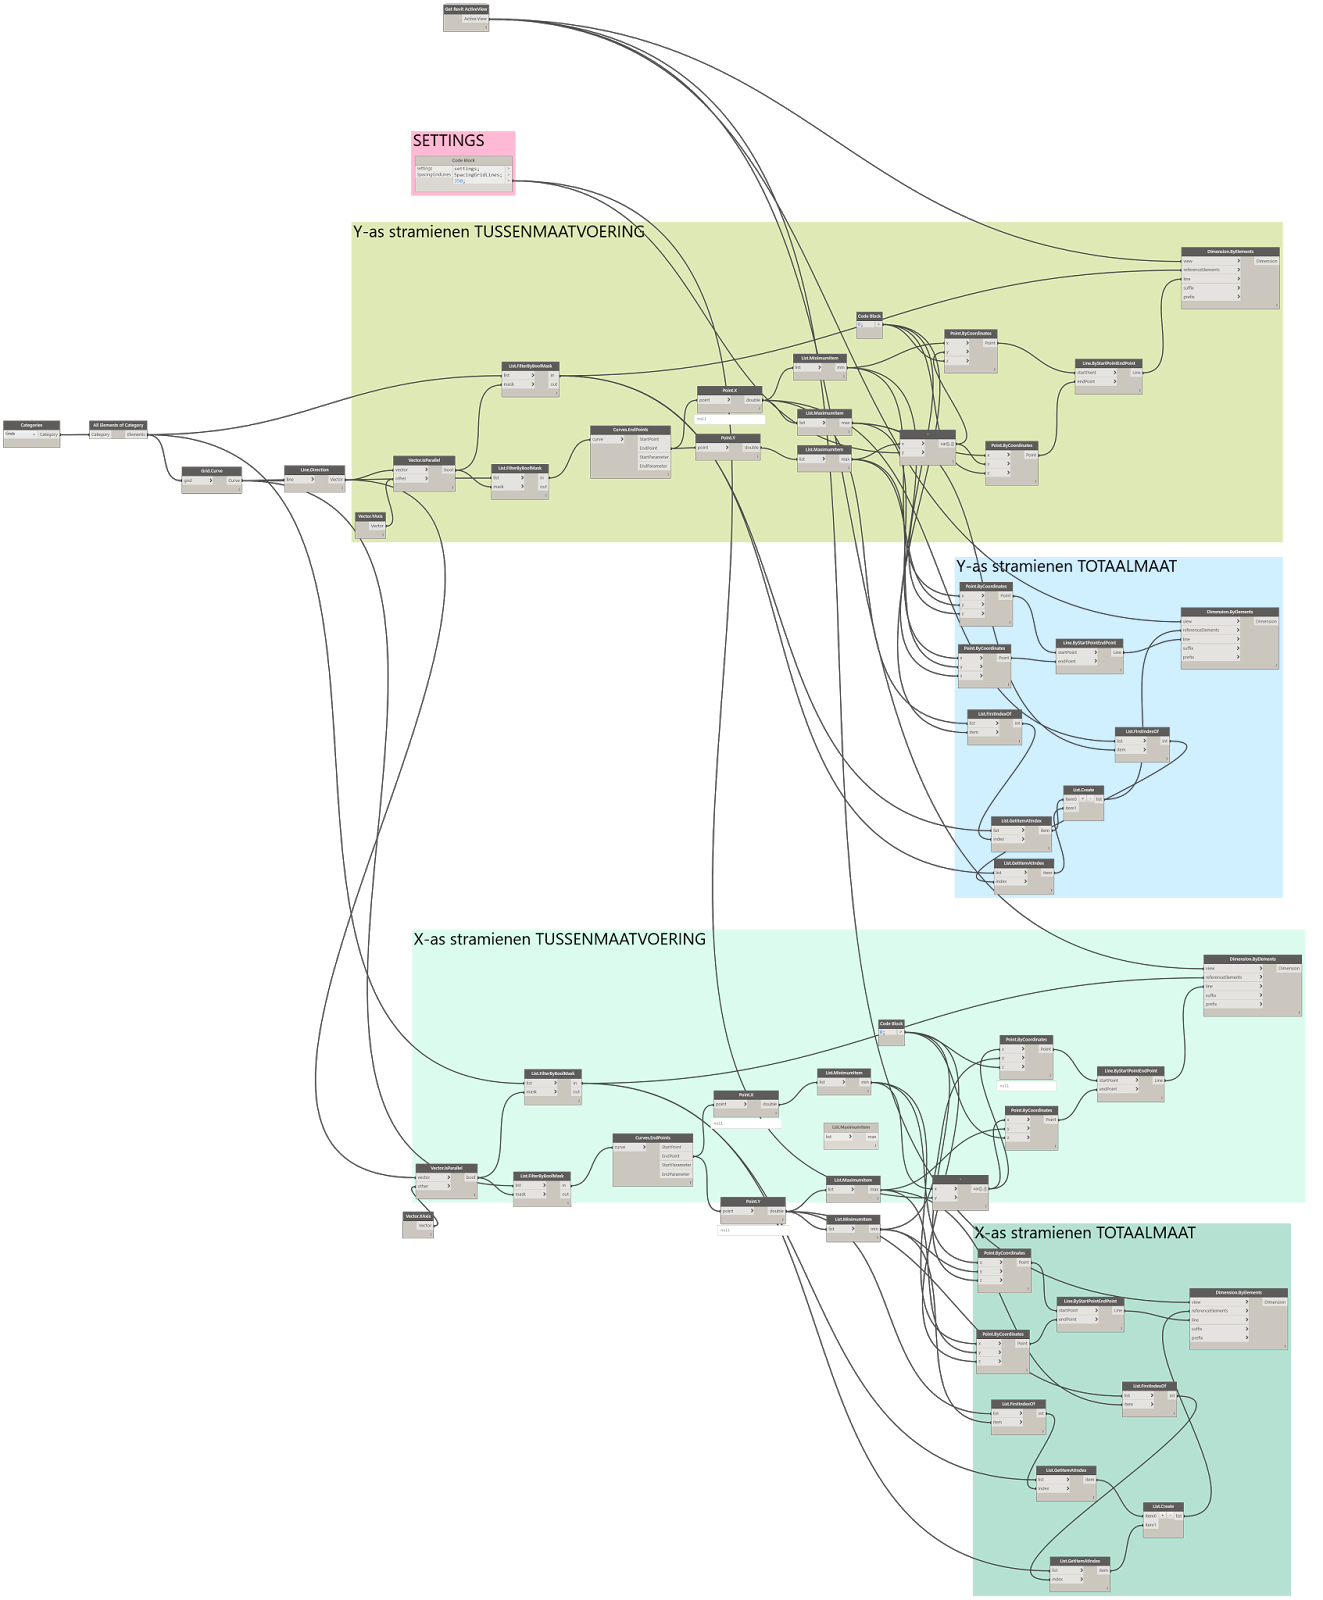 Get Revit ActiveView
ActiveView
SETTINGS
Code Block
settings settings;
SpacingGridLines SpacingGridLines;
350;
Y-as stramienen TUSSENMAATVOERING
Dimension.ByElements
view Dimension
referenceElements
line
suffix
prefix
Code Block
0;
Point.ByCoordinates
x Point
y
z
List.MinimumItem
list min
Line.ByStartPointEndPoint
startPoint Line
endPoint
List.FilterByBoolMask
list in
mask out
Point.X
point double
null
List.MaximumItem
list max
Categories
Grids Category
All Elements of Category
Category Elements
Curves.EndPoints
curve StartPoint
EndPoint
StartParameter
EndParameter
Point.Y
point double
List.MaximumItem
list max
-
x var[]..[]
y
Point.ByCoordinates
x Point
y
z
Grid.Curve
grid Curve
Line.Direction
line Vector
Vector.IsParallel
vector bool
other
List.FilterByBoolMask
list in
mask out
Vector.YAxis
Vector
Y-as stramienen TOTAALMAAT
Point.ByCoordinates
x Point
y
z
Dimension.ByElements
view Dimension
referenceElements
line
suffix
prefix
Line.ByStartPointEndPoint
startPoint Line
endPoint
Point.ByCoordinates
x Point
y
z
List.FirstIndexOf
list int
item
List.FirstIndexOf
list int
item
List.Create
item0 + - list
item1
List.GetItemAtIndex
list item
index
List.GetItemAtIndex
list item
index
X-as stramienen TUSSENMAATVOERING
Dimension.ByElements
view Dimension
referenceElements
line
suffix
prefix
Code Block
0;
Point.ByCoordinates
x Point
y
z
null
List.FilterByBoolMask
list in
mask out
List.MinimumItem
list min
Line.ByStartPointEndPoint
startPoint Line
endPoint
Point.X
point double
null
Point.ByCoordinates
x Point
y
z
List.MaximumItem
list max
Curves.EndPoints
curve StartPoint
EndPoint
StartParameter
EndParameter
Vector.IsParallel
vector bool
other
List.FilterByBoolMask
list in
mask out
List.MaximumItem
list max
-
x var[]..[]
y
Point.Y
point double
null
Vector.XAxis
Vector
List.MinimumItem
list min
X-as stramienen TOTAALMAAT
Point.ByCoordinates
x Point
y
z
Dimension.ByElements
view Dimension
referenceElements
line
suffix
prefix
Line.ByStartPointEndPoint
startPoint Line
endPoint
Point.ByCoordinates
x Point
y
z
List.FirstIndexOf
list int
item
List.FirstIndexOf
list int
item
List.GetItemAtIndex
list item
index
List.Create
item0 + - list
item1
List.GetItemAtIndex
list item
index